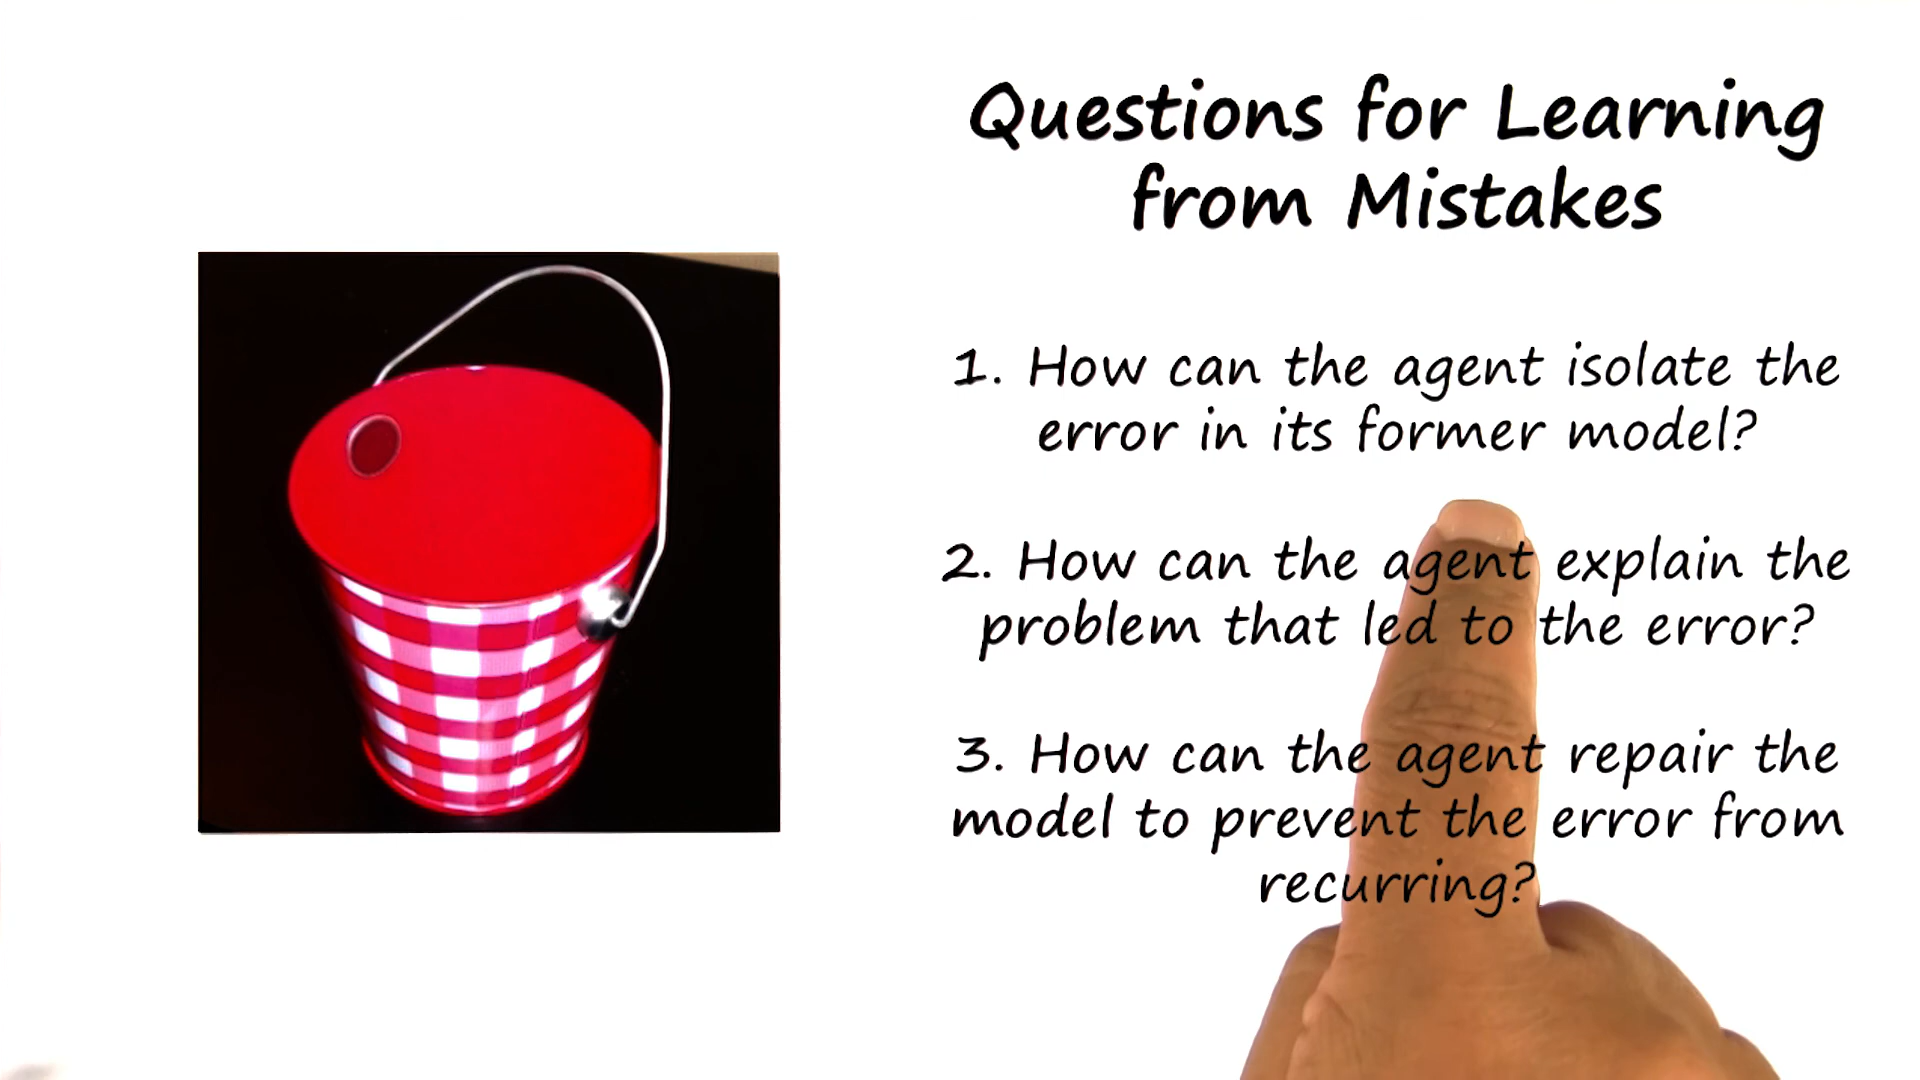 Questions for Learning
from Mistakes
1. How can the agent isolate the
error in its former model?
2. How can the agent explain the
problem that led to the error?
3. How can the agent repair the
model to prevent the error from
recurring?